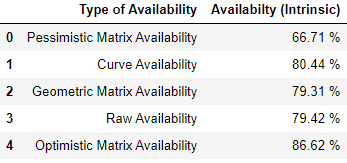 Type of Availability Availabilty (Intrinsic)
0 Pessimistic Matrix Availability 66.71 %
1 Curve Availability 80.44 %
2 Geometric Matrix Availability 79.31 %
3 Raw Availability 79.42 %
4 Optimistic Matrix Availability 86.62 %